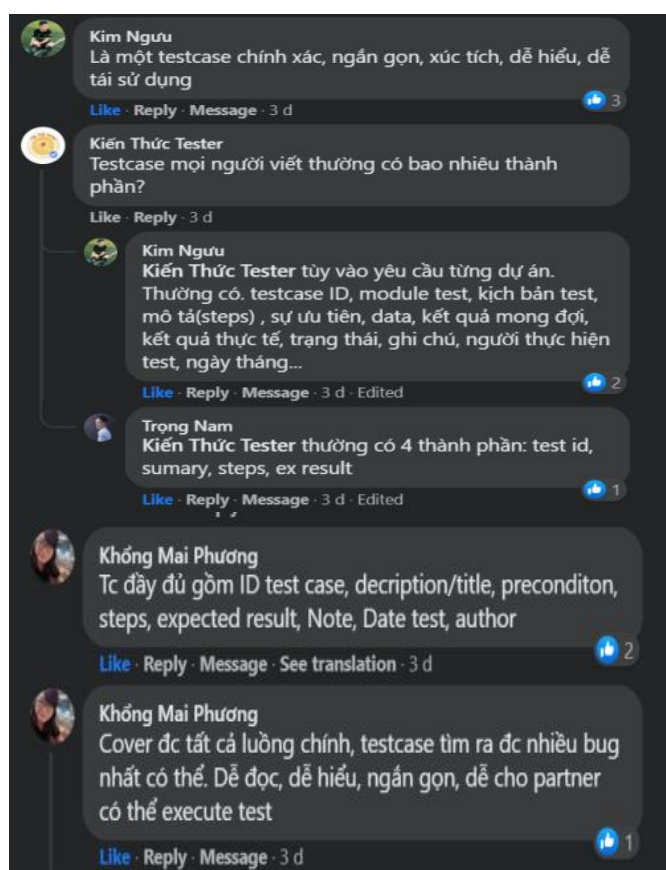 Kim Ngưu
Là một testcase chính xác, ngắn gọn, xúc tích, dễ hiểu, dễ
tái sử dụng
Like · Reply · Message · 3 d
3
Kiến Thức Tester
Testcase mọi người viết thường có bao nhiêu thành
phần?
Like · Reply · 3 d
Kim Ngưu
Kiến Thức Tester tùy vào yêu cầu từng dự án.
Thường có. testcase ID, module test, kịch bản test,
mô tả(steps) , sự ưu tiên, data, kết quả mong đợi,
kết quả thực tế, trạng thái, ghi chú, người thực hiện
test, ngày tháng...
Like · Reply · Message · 3 d · Edited
2
Trọng Nam
Kiến Thức Tester thường có 4 thành phần: test id,
sumary, steps, ex result
Like · Reply · Message · 3 d · Edited
1
Khổng Mai Phương
Tc đầy đủ gồm ID test case, decription/title, preconditon,
steps, expected result, Note, Date test, author
2
Like · Reply · Message · See translation · 3 d
Khổng Mai Phương
Cover đc tất cả luồng chính, testcase tìm ra đc nhiều bug
nhất có thể. Dễ đọc, dễ hiểu, ngắn gọn, dễ cho partner
có thể execute test
1
Like · Reply · Message · 3 d